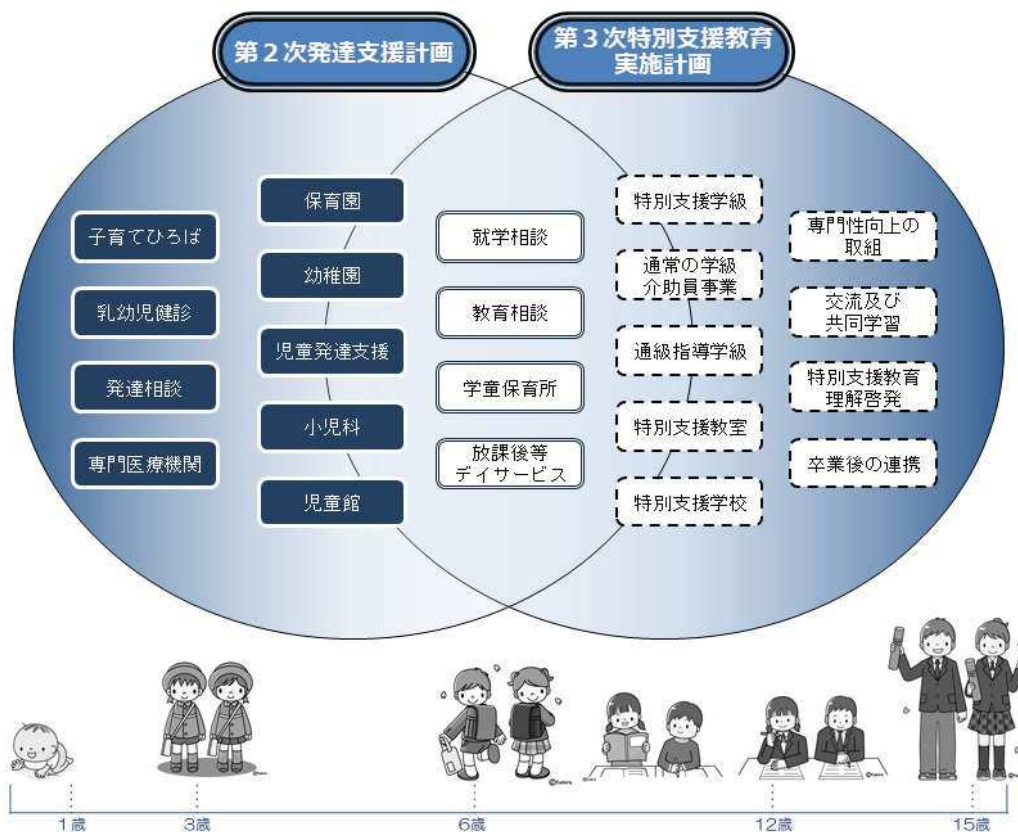 第２次発達支援計画
第３次特別支援教育
実施計画
子育てひろば
乳幼児健診
発達相談
専門医療機関
保育園
幼稚園
児童発達支援
小児科
児童館
就学相談
教育相談
学童保育所
放課後等
デイサービス
特別支援学級
通常の学級
介助員事業
通級指導学級
特別支援教室
特別支援学校
専門性向上の
取組
交流及び
共同学習
特別支援教育
理解啓発
卒業後の連携
1歳
3歳
6歳
12歳
15歳